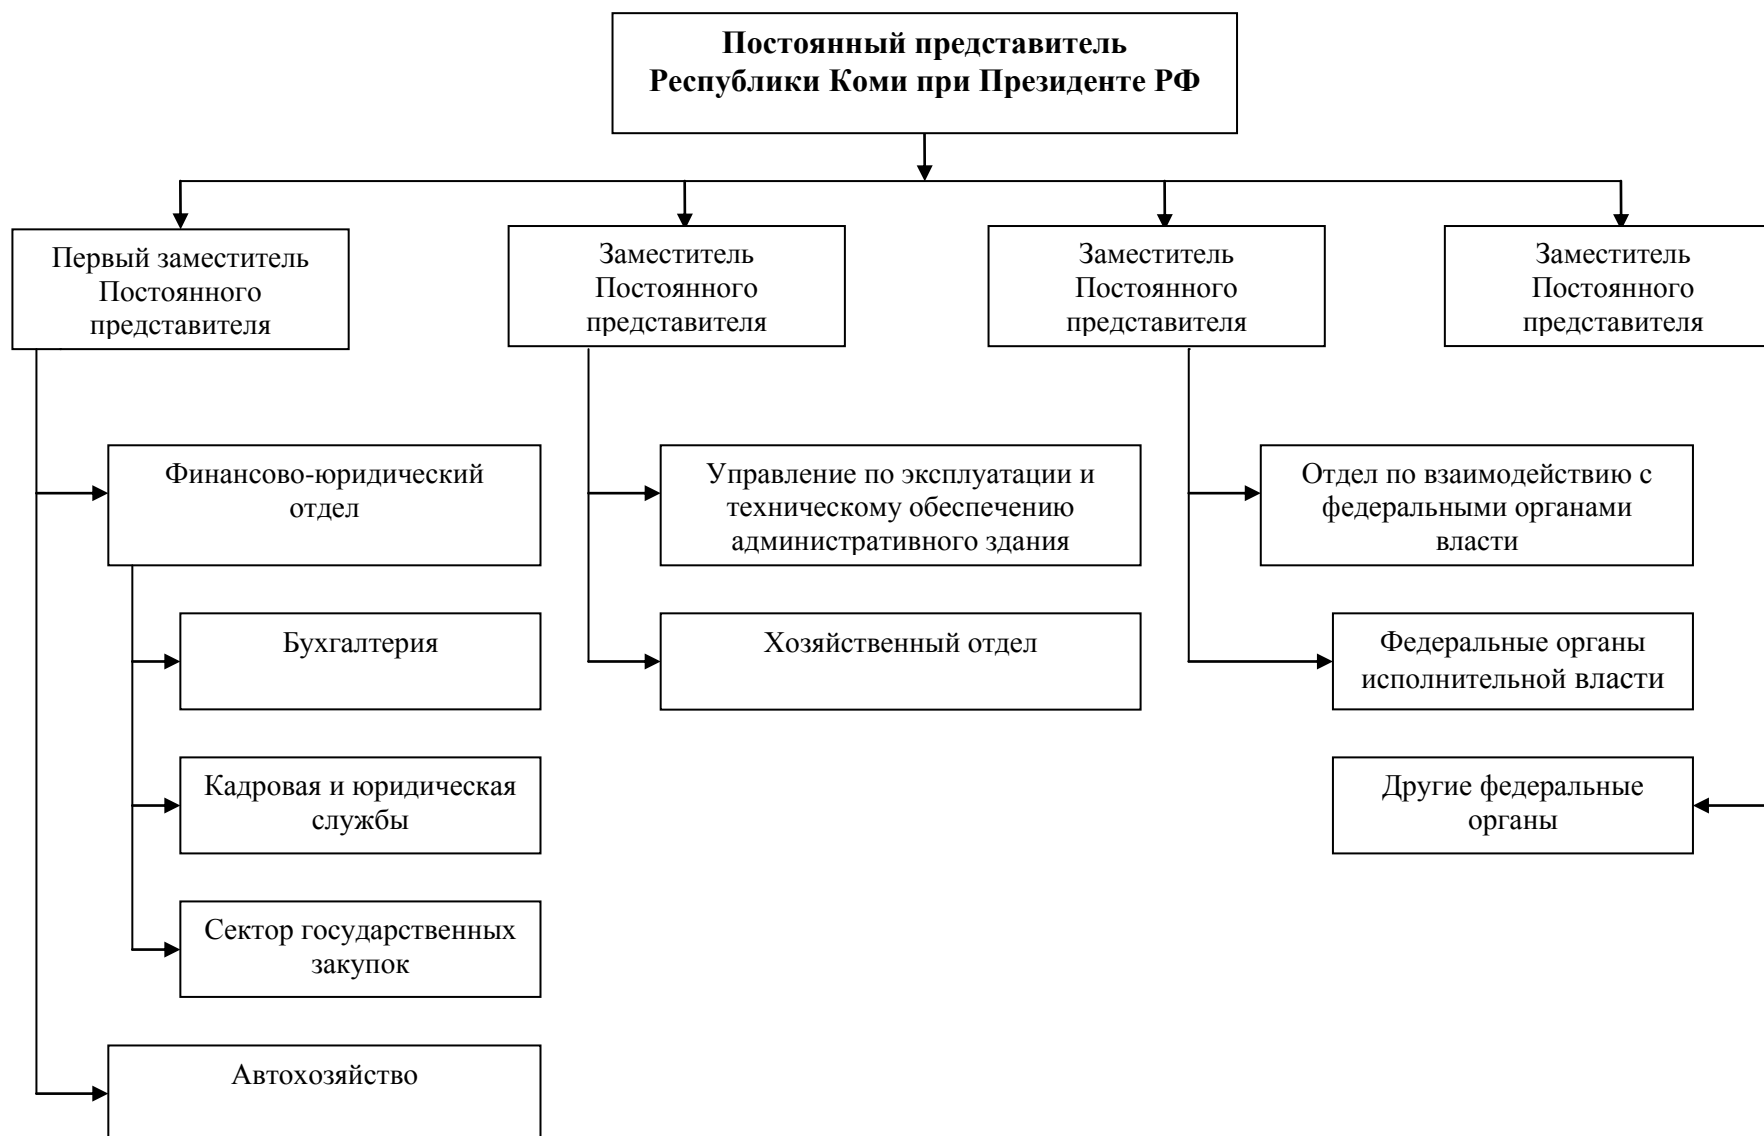 Постоянный представитель
Республики Коми при Президенте РФ
Первый заместитель
Постоянного
представителя
Заместитель
Постоянного
представителя
Заместитель
Постоянного
представителя
Заместитель
Постоянного
представителя
Финансово-юридический
отдел
Управление по эксплуатации и
техническому обеспечению
административного здания
Отдел по взаимодействию с
федеральными органами
власти
Бухгалтерия
Хозяйственный отдел
Федеральные органы
исполнительной власти
Кадровая и юридическая
службы
Другие федеральные
органы
Сектор государственных
закупок
Автохозяйство